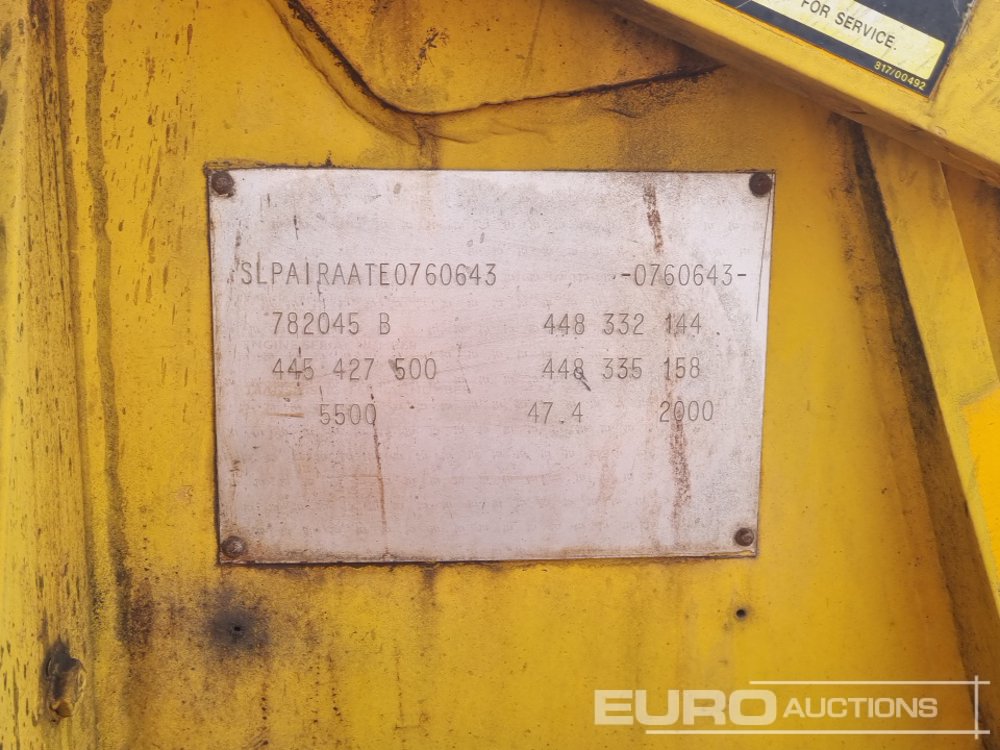 FOR SERVICE.
817/00492
SLPAIRAATE0760643 -0760643-
782045 B 448 332 144
445 427 500 448 335 158
5500 47.4 2000
EURO AUCTIONS